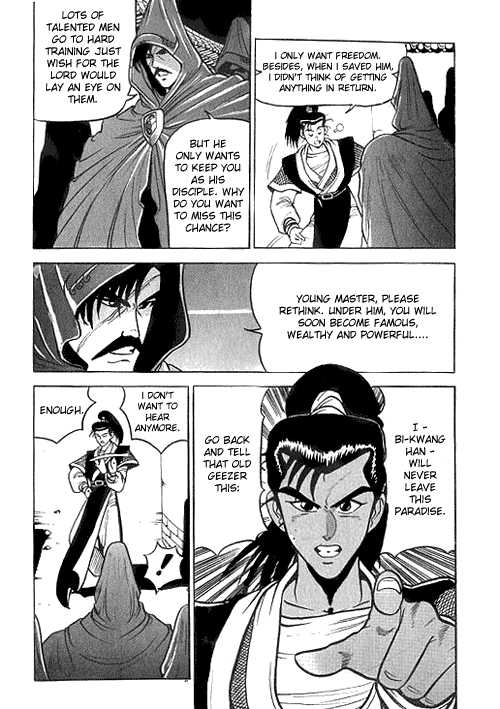 LOTS OF
TALENTED MEN
GO TO HARD
TRAINING JUST
WISH FOR THE
LORD WOULD
LAY AN EYE ON
THEM.
BUT HE
ONLY WANTS
TO KEEP YOU
AS HIS
DISCIPLE. WHY
DO YOU WANT
TO MISS THIS
CHANCE?
I ONLY WANT FREEDOM.
BESIDES, WHEN I SAVED HIM,
I DIDN'T THINK OF GETTING
ANYTHING IN RETURN.
YOUNG MASTER, PLEASE
RETHINK. UNDER HIM, YOU WILL
SOON BECOME FAMOUS,
WEALTHY AND POWERFUL....
ENOUGH.
I DON'T
WANT TO
HEAR
ANYMORE.
!
GO BACK
AND TELL
THAT OLD
GEEZER
THIS:
I -
BI-KWANG
HAN -
WILL
NEVER
LEAVE
THIS
PARADISE.